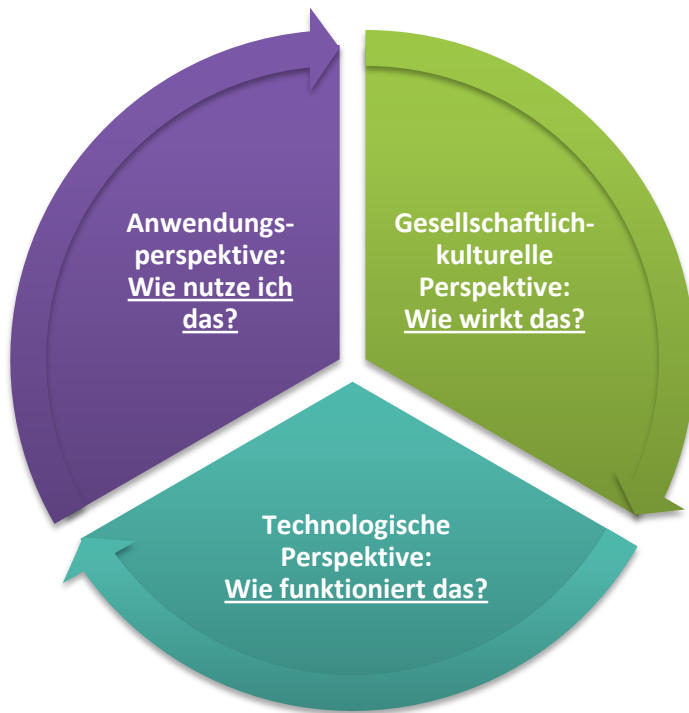 Anwendungs-
perspektive:
Wie nutze ich
das?
Gesellschaftlich-
kulturelle
Perspektive:
Wie wirkt das?
Technologische
Perspektive:
Wie funktioniert das?